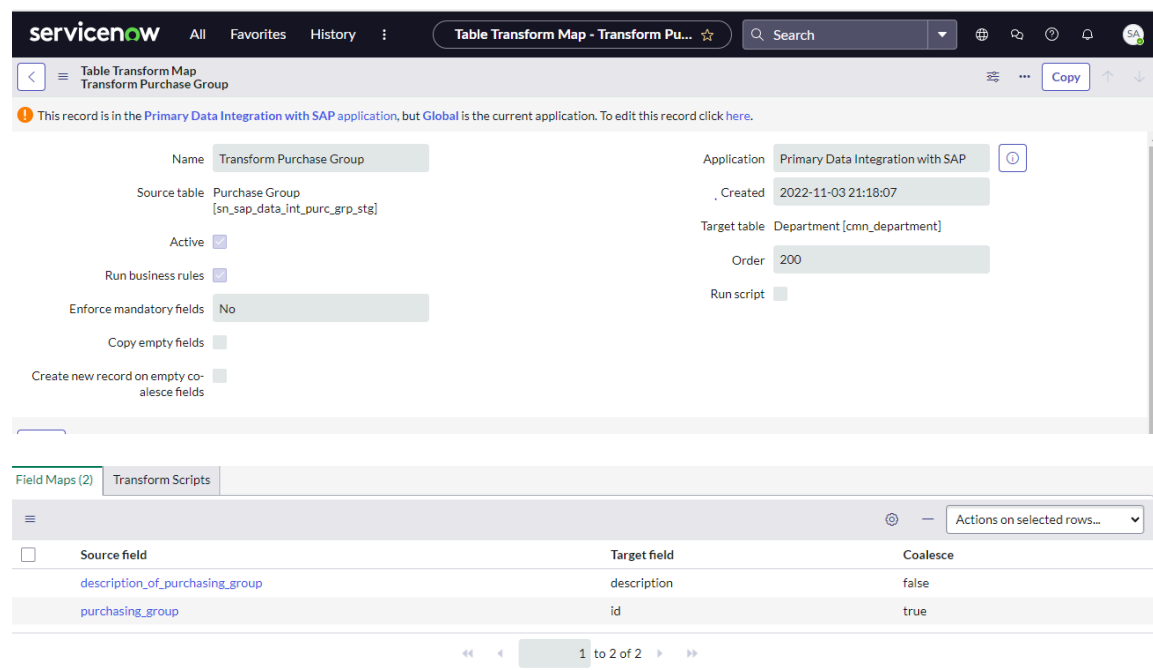 servicenow All Favorites History Table Transform Map - Transform Pu... Search SA
Table Transform Map
Transform Purchase Group
Copy
This record is in the Primary Data Integration with SAP application, but Global is the current application. To edit this record click here.
Name Transform Purchase Group
Source table Purchase Group
[sn_sap_data_int_purc_grp_stg]
Active
Run business rules
Enforce mandatory fields No
Copy empty fields
Create new record on empty co-
alesce fields
Application Primary Data Integration with SAP
Created 2022-11-03 21:18:07
Target table Department [cmn_department]
Order 200
Run script
Field Maps (2) Transform Scripts
Actions on selected rows...
Source field Target field Coalesce
description_of_purchasing_group description false
purchasing_group id true
1 to 2 of 2